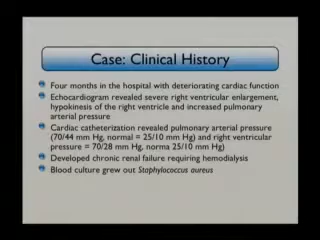 Case: Clinical History
Four months in the hospital with deteriorating cardiac function
Echocardiogram revealed severe right ventricular enlargement,
hypokinesis of the right ventricle and increased pulmonary
arterial pressure
Cardiac catheterization revealed pulmonary arterial pressure
(70/44 mm Hg, normal = 25/10 mm Hg) and right ventricular
pressure = 70/28 mm Hg, norma 25/10 mm Hg)
Developed chronic renal failure requiring hemodialysis
Blood culture grew out Staphylococcus aureus